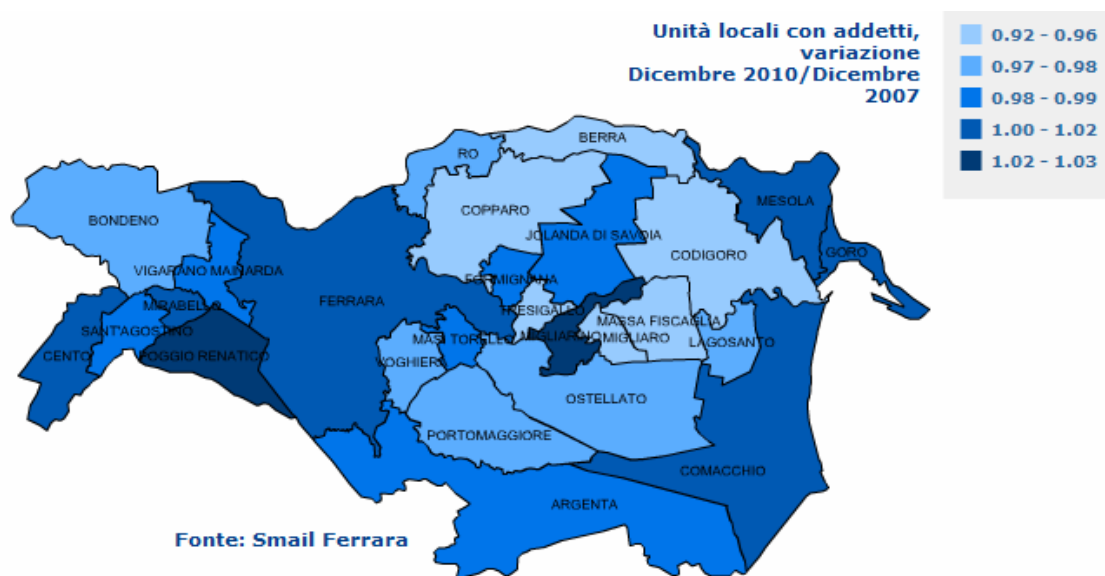 Unità locali con addetti,
variazione
Dicembre 2010/Dicembre
2007
0.92 - 0.96
0.97 - 0.98
0.98 - 0.99
1.00 - 1.02
1.02 - 1.03
BERRA
RO
COPPARO
MESOLA
BONDENO
JOLANDA DI SAVOIA
CODIGORO
GORO
VIGARANO MAINARDA
FORMIGNANA
FERRARA
MIRABELLO
TRESIGALLO
MASSA FISCAGLIA
SANT'AGOSTINO
MASI TORELLO
MIGLIARINO
MIGLIARO
LAGOSANTO
CENTO
POGGIO RENATICO
VOGHIERA
OSTELLATO
PORTOMAGGIORE
COMACCHIO
ARGENTA
Fonte: Smail Ferrara